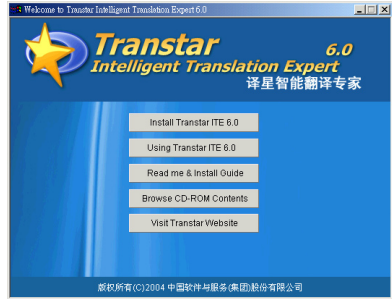 Welcome to Transtar Intelligent Translation Expert 6.0
Transtar 6.0
Intelligent Translation Expert
译星智能翻译专家
Install Transtar ITE 6.0
Using Transtar ITE 6.0
Read me & Install Guide
Browse CD-ROM Contents
Visit Transtar Website
版权所有(C)2004 中国软件与服务(集团)股份有限公司